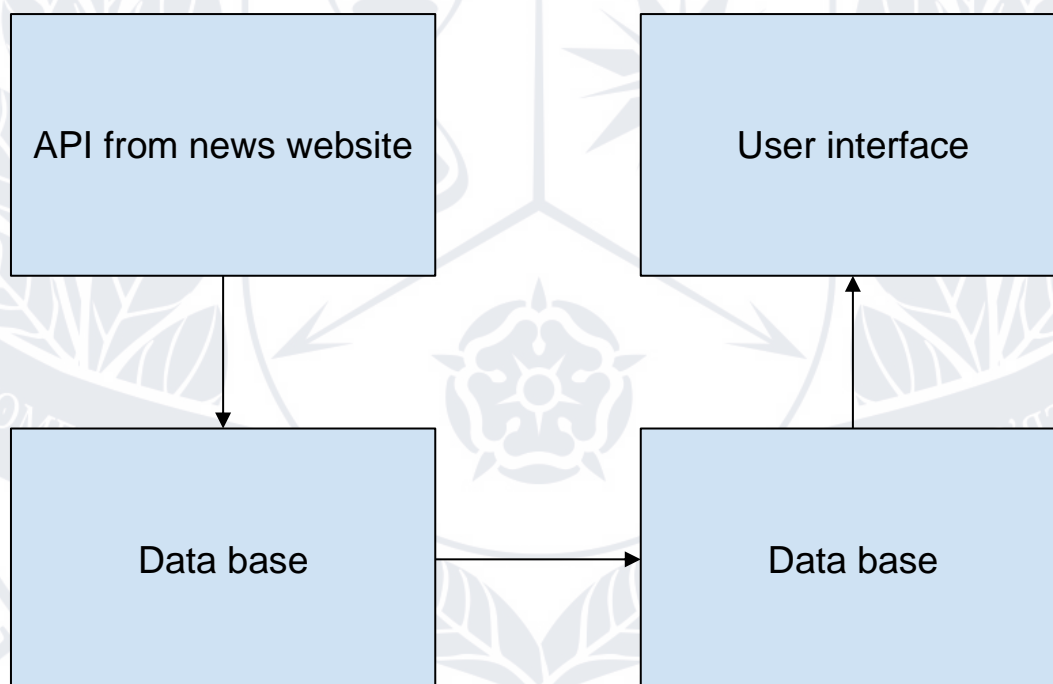 API from news website
User interface
Data base
Data base